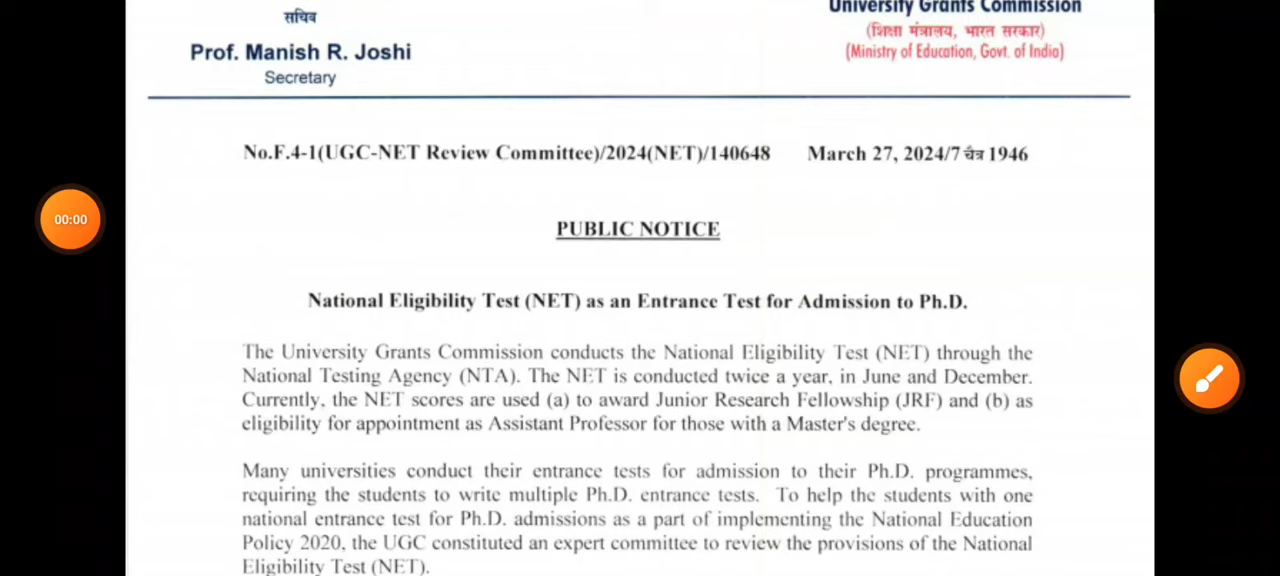 सचिव
Prof. Manish R. Joshi
Secretary
University Grants Commission
(शिक्षा मंत्रालय, भारत सरकार)
(Ministry of Education, Govt. of India)
No.F.4-1(UGC-NET Review Committee)/2024(NET)/140648 March 27, 2024/7 चैत्र 1946
PUBLIC NOTICE
National Eligibility Test (NET) as an Entrance Test for Admission to Ph.D.
The University Grants Commission conducts the National Eligibility Test (NET) through the
National Testing Agency (NTA). The NET is conducted twice a year, in June and December.
Currently, the NET scores are used (a) to award Junior Research Fellowship (JRF) and (b) as
eligibility for appointment as Assistant Professor for those with a Master's degree.
Many universities conduct their entrance tests for admission to their Ph.D. programmes,
requiring the students to write multiple Ph.D. entrance tests. To help the students with one
national entrance test for Ph.D. admissions as a part of implementing the National Education
Policy 2020, the UGC constituted an expert committee to review the provisions of the National
Eligibility Test (NET).
00:00